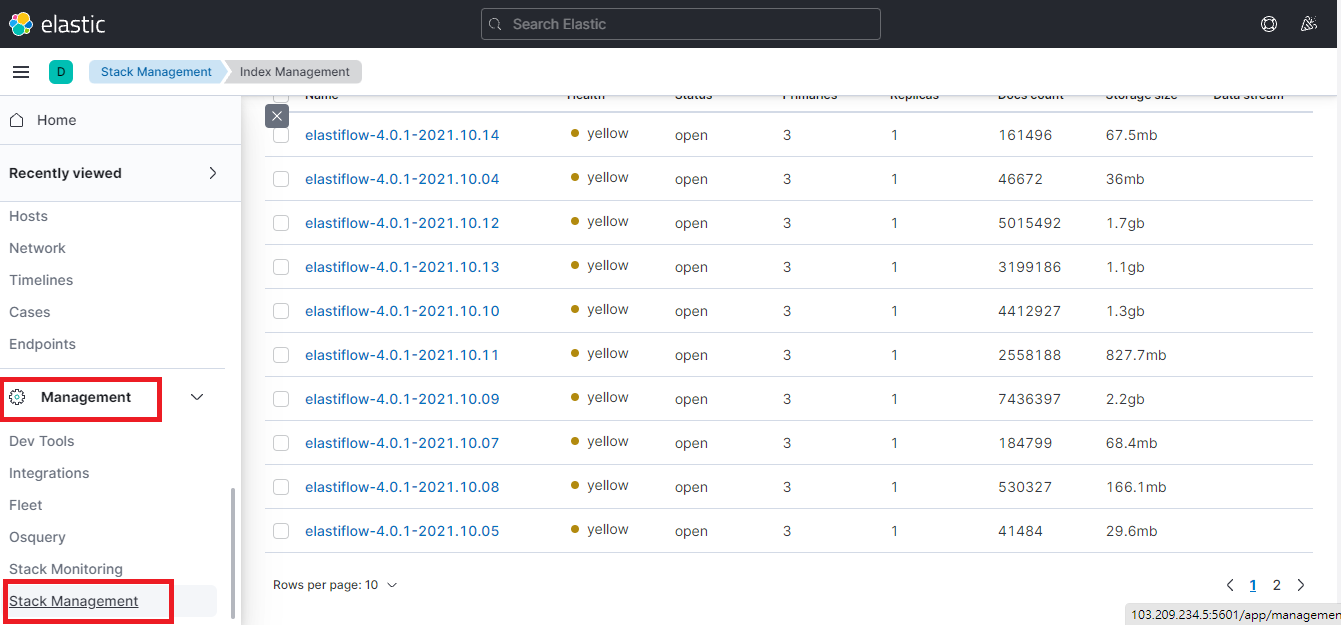 elastic
Search Elastic
D
Stack Management
Index Management
Home
Recently viewed
Hosts
Network
Timelines
Cases
Endpoints
Management
Dev Tools
Integrations
Fleet
Osquery
Stack Monitoring
Stack Management
Name Health Status Primaries Replicas Docs count Storage size Data stream
elastiflow-4.0.1-2021.10.14 yellow open 3 1 161496 67.5mb
elastiflow-4.0.1-2021.10.04 yellow open 3 1 46672 36mb
elastiflow-4.0.1-2021.10.12 yellow open 3 1 5015492 1.7gb
elastiflow-4.0.1-2021.10.13 yellow open 3 1 3199186 1.1gb
elastiflow-4.0.1-2021.10.10 yellow open 3 1 4412927 1.3gb
elastiflow-4.0.1-2021.10.11 yellow open 3 1 2558188 827.7mb
elastiflow-4.0.1-2021.10.09 yellow open 3 1 7436397 2.2gb
elastiflow-4.0.1-2021.10.07 yellow open 3 1 184799 68.4mb
elastiflow-4.0.1-2021.10.08 yellow open 3 1 530327 166.1mb
elastiflow-4.0.1-2021.10.05 yellow open 3 1 41484 29.6mb
Rows per page: 10
1 2
103.209.234.5:5601/app/managemen